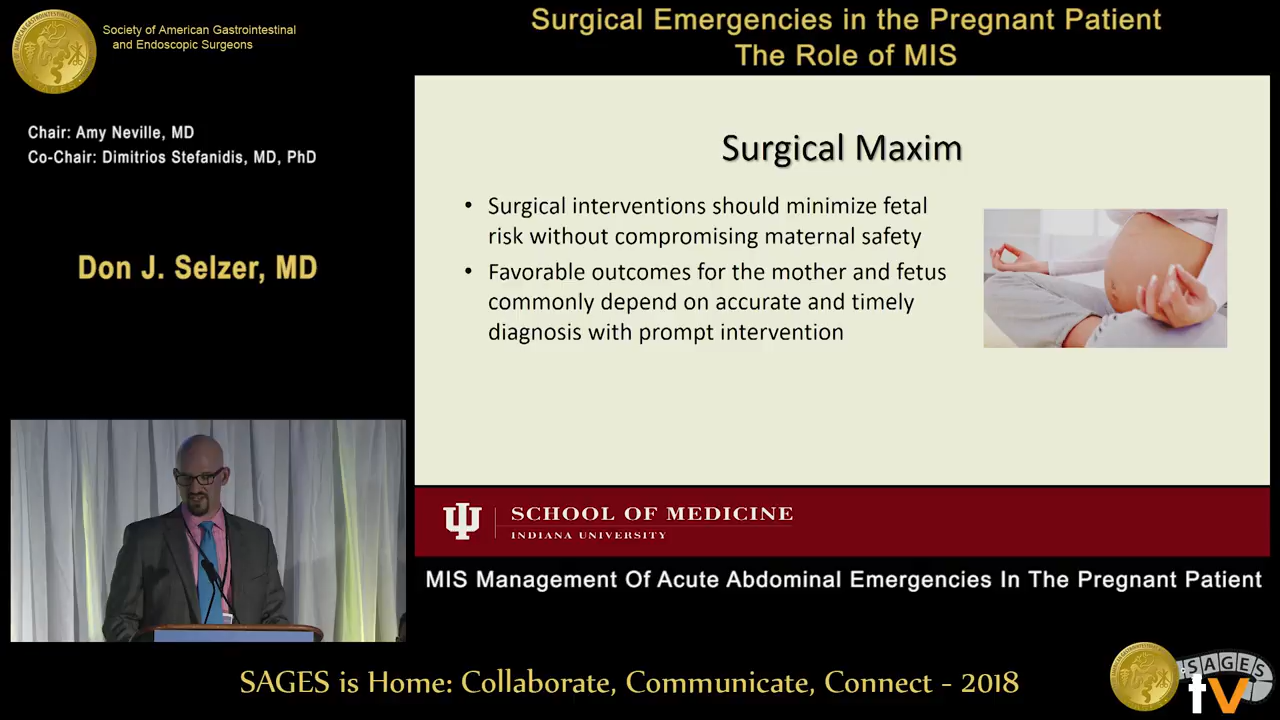 Society of American Gastrointestinal
and Endoscopic Surgeons
Surgical Emergencies in the Pregnant Patient
The Role of MIS
Chair: Amy Neville, MD
Co-Chair: Dimitrios Stefanidis, MD, PhD
Don J. Selzer, MD
Surgical Maxim
• Surgical interventions should minimize fetal
risk without compromising maternal safety
• Favorable outcomes for the mother and fetus
commonly depend on accurate and timely
diagnosis with prompt intervention
SCHOOL OF MEDICINE
INDIANA UNIVERSITY
MIS Management Of Acute Abdominal Emergencies In The Pregnant Patient
SAGES is Home: Collaborate, Communicate, Connect - 2018
SAGES
tv